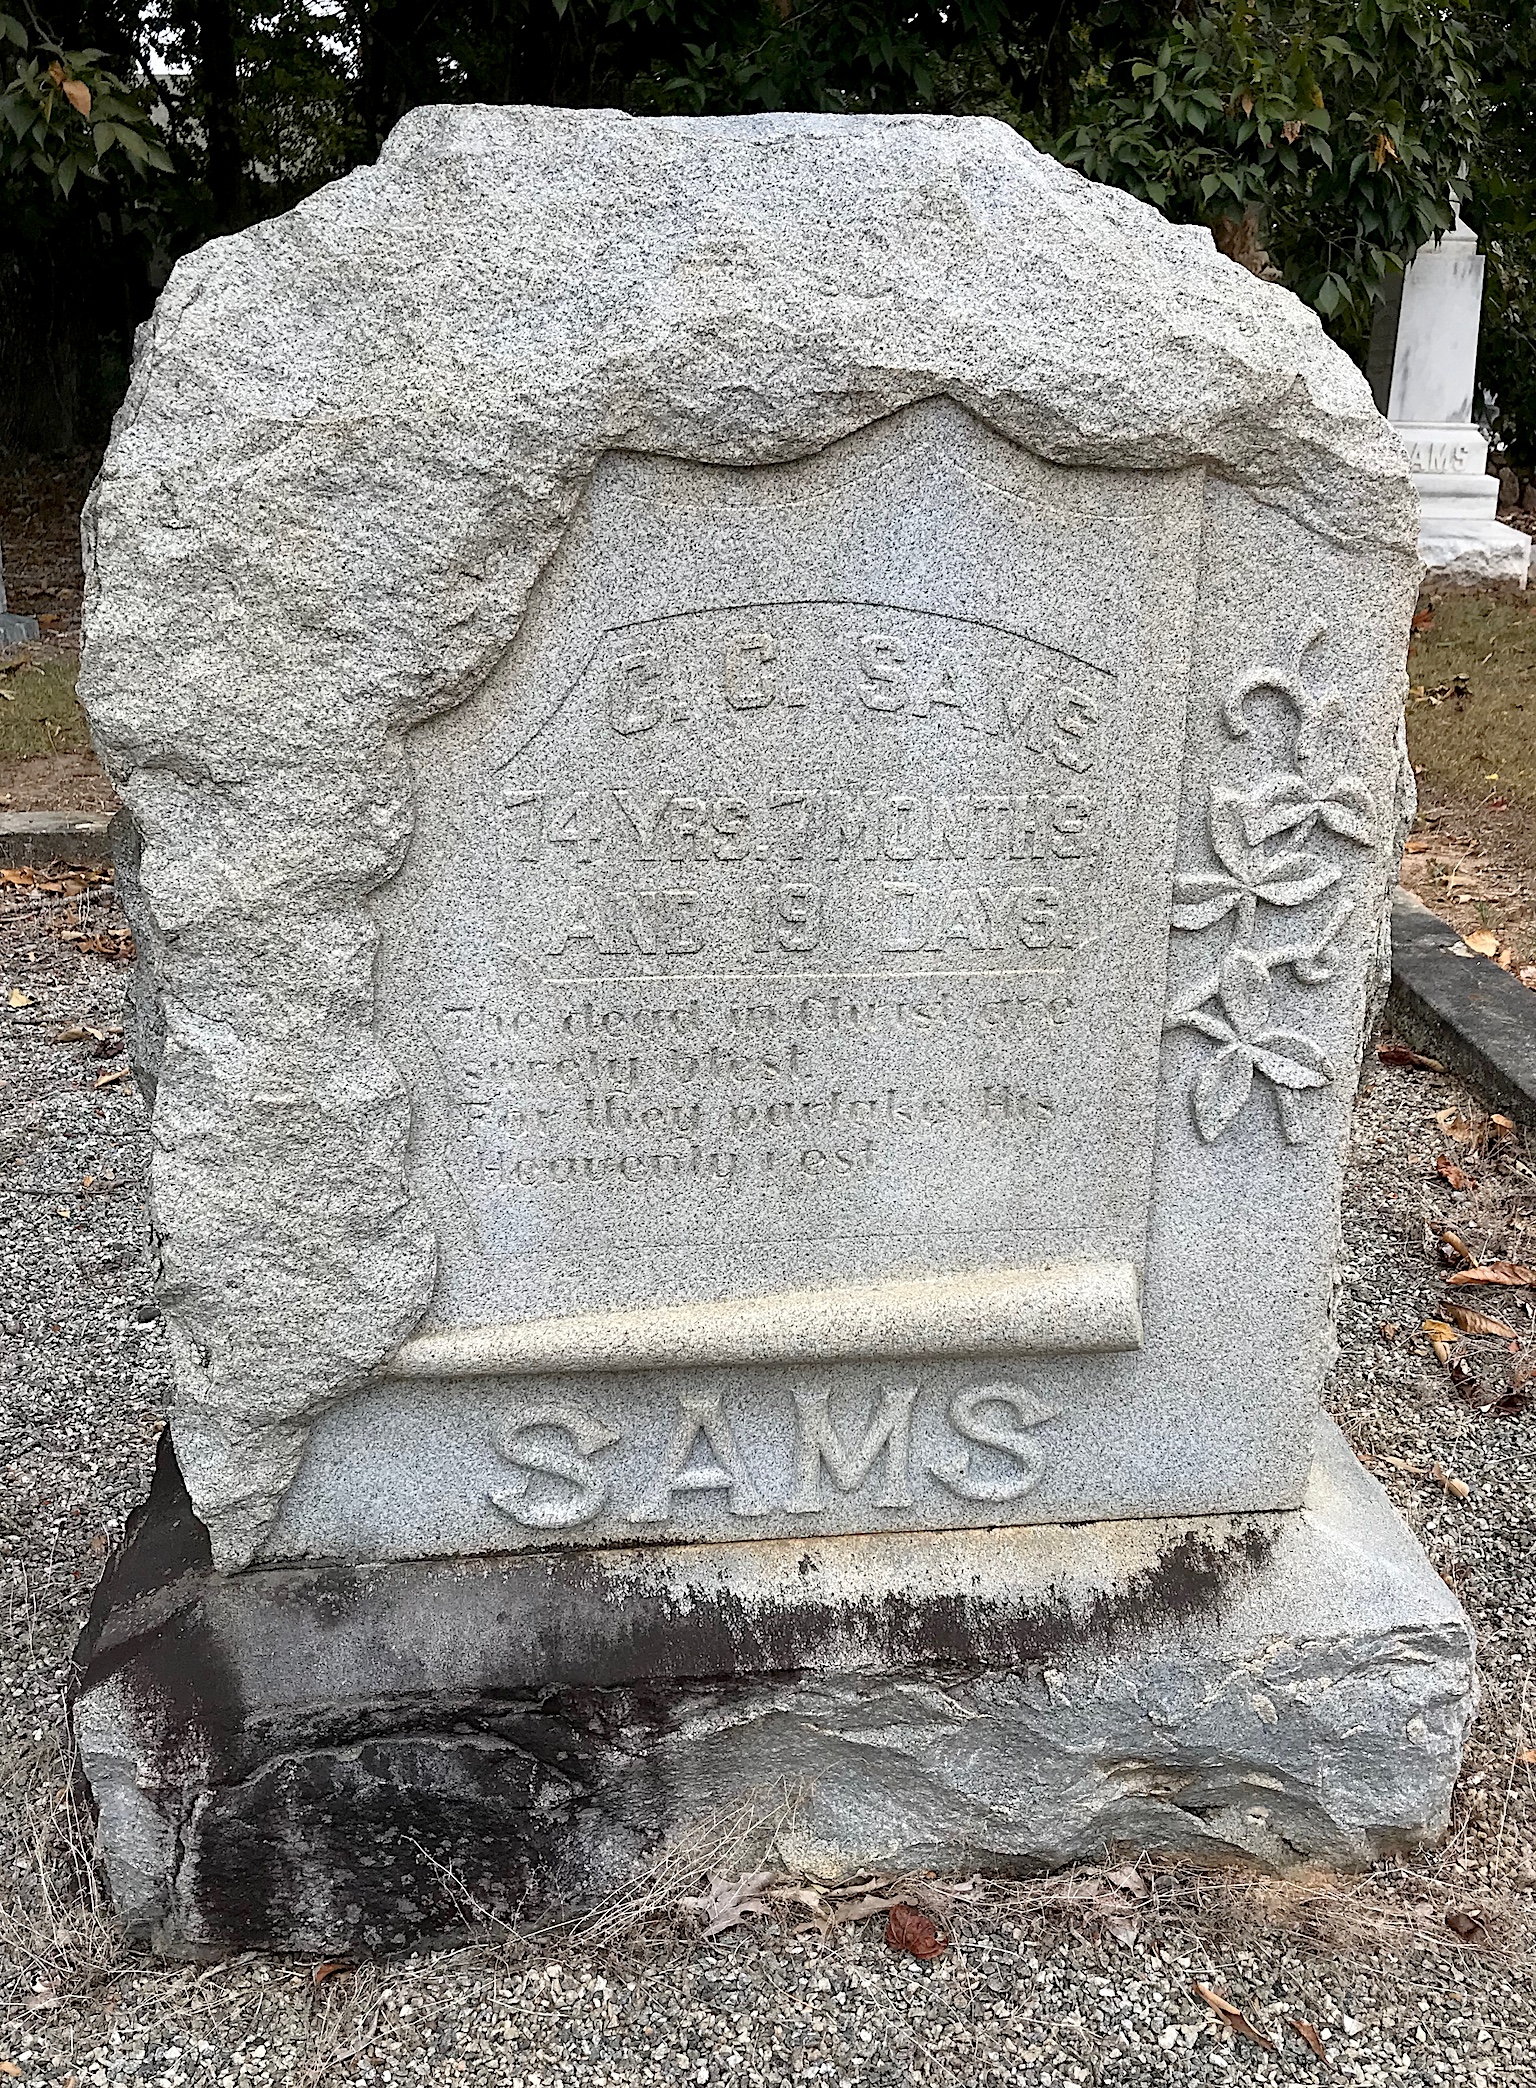 C. C. SAMS
74 YRS. 7 MONTHS
AND 19 DAYS.
The dead in Christ are
surely blest
For they partake His
Heavenly rest
SAMS
SAMS